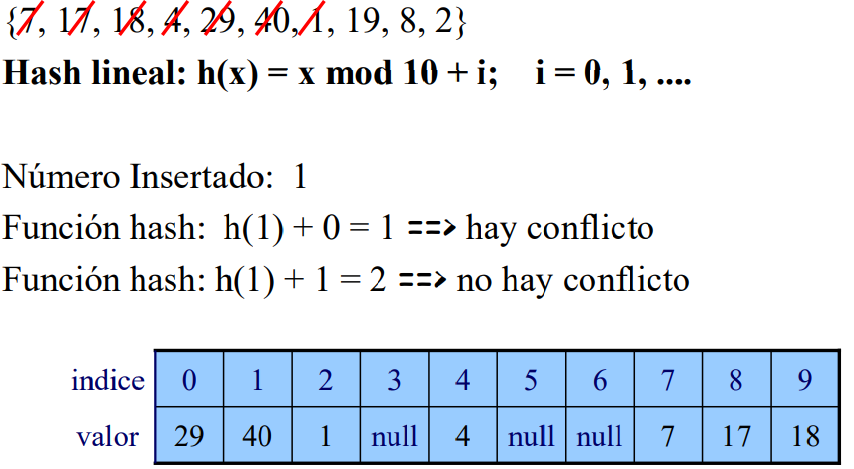 {7, 17, 18, 4, 29, 40, 1, 19, 8, 2}
Hash lineal: h(x) = x mod 10 + i; i = 0, 1, ....
Número Insertado: 1
Función hash: h(1) + 0 = 1 ==> hay conflicto
Función hash: h(1) + 1 = 2 ==> no hay conflicto
indice 0 1 2 3 4 5 6 7 8 9
valor 29 40 1 null 4 null null 7 17 18